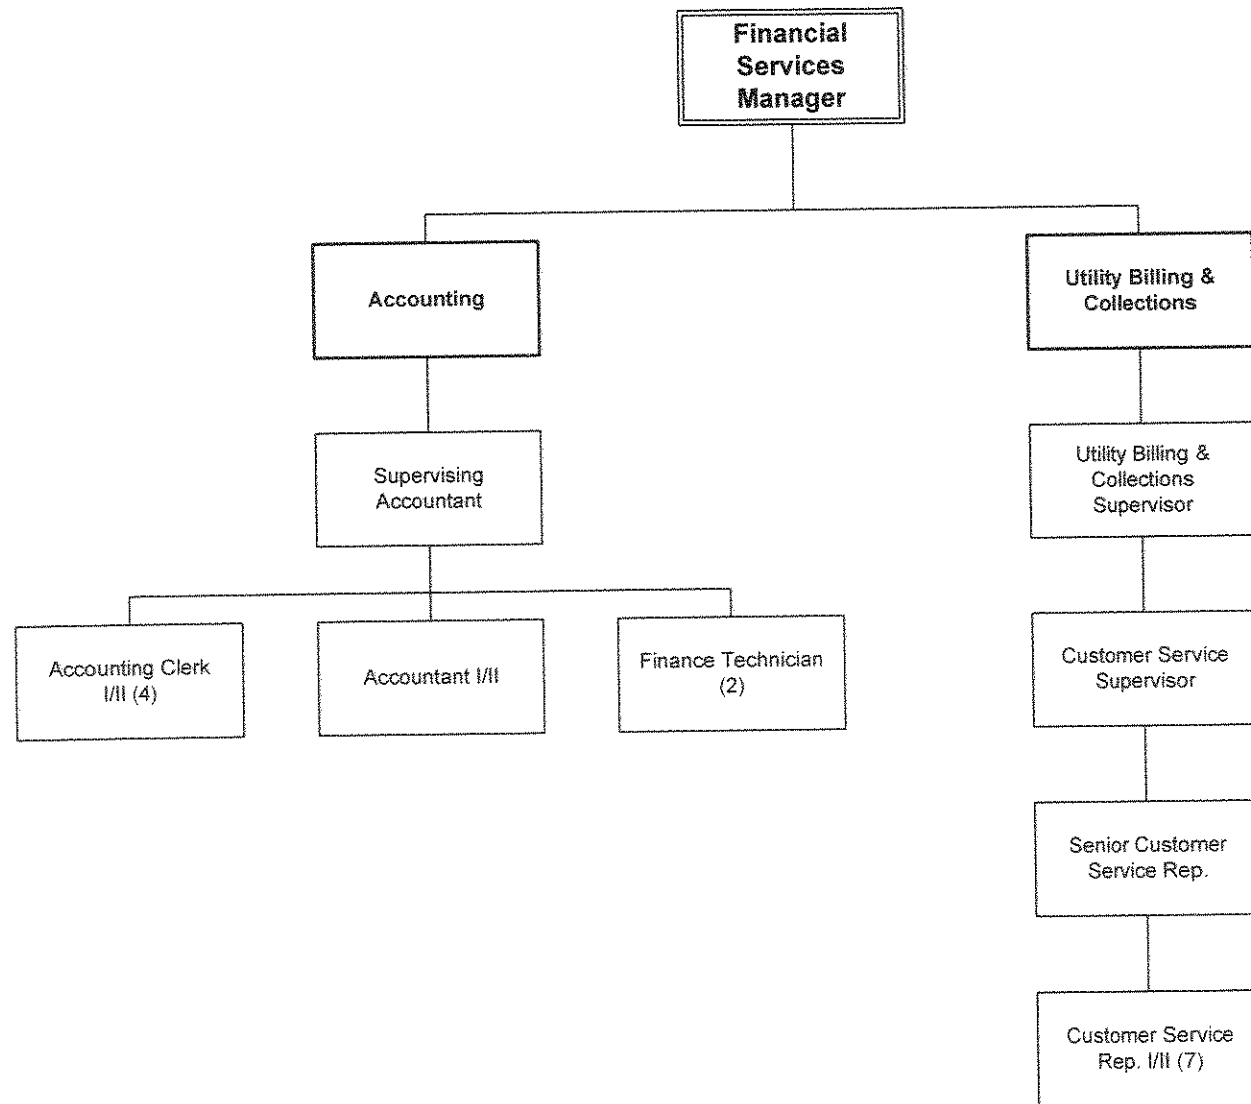 Financial
Services
Manager
Accounting
Utility Billing &
Collections
Supervising
Accountant
Utility Billing &
Collections
Supervisor
Accounting Clerk
I/II (4)
Accountant I/II
Finance Technician
(2)
Customer Service
Supervisor
Senior Customer
Service Rep.
Customer Service
Rep. I/II (7)